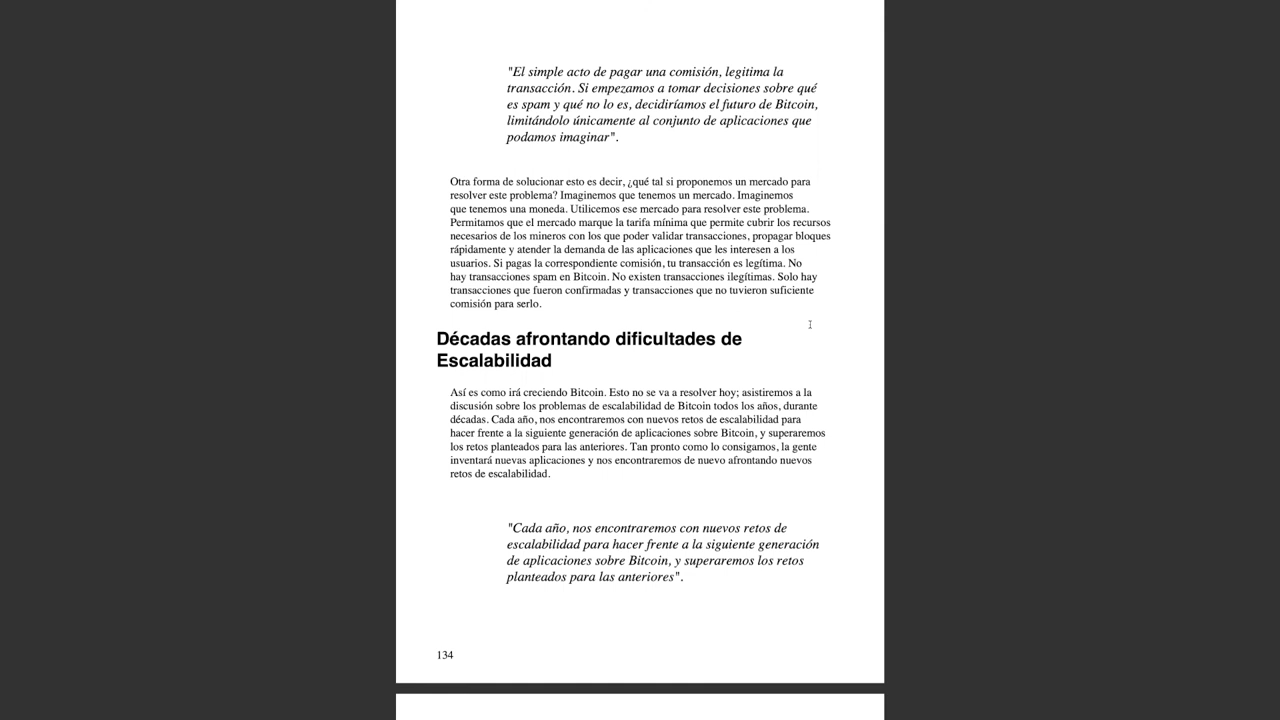 "El simple acto de pagar una comisión, legitima la
transacción. Si empezamos a tomar decisiones sobre qué
es spam y qué no lo es, decidiríamos el futuro de Bitcoin,
limitándolo únicamente al conjunto de aplicaciones que
podamos imaginar".
Otra forma de solucionar esto es decir, ¿qué tal si proponemos un mercado para
resolver este problema? Imaginemos que tenemos un mercado. Imaginemos
que tenemos una moneda. Utilicemos ese mercado para resolver este problema.
Permitamos que el mercado marque la tarifa mínima que permite cubrir los recursos
necesarios de los mineros con los que poder validar transacciones, propagar bloques
rápidamente y atender la demanda de las aplicaciones que les interesen a los
usuarios. Si pagas la correspondiente comisión, tu transacción es legítima. No
hay transacciones spam en Bitcoin. No existen transacciones ilegítimas. Solo hay
transacciones que fueron confirmadas y transacciones que no tuvieron suficiente
comisión para serlo.
Décadas afrontando dificultades de
Escalabilidad
Así es como irá creciendo Bitcoin. Esto no se va a resolver hoy; asistiremos a la
discusión sobre los problemas de escalabilidad de Bitcoin todos los años, durante
décadas. Cada año, nos encontraremos con nuevos retos de escalabilidad para
hacer frente a la siguiente generación de aplicaciones sobre Bitcoin, y superaremos
los retos planteados para las anteriores. Tan pronto como lo consigamos, la gente
inventará nuevas aplicaciones y nos encontraremos de nuevo afrontando nuevos
retos de escalabilidad.
"Cada año, nos encontraremos con nuevos retos de
escalabilidad para hacer frente a la siguiente generación
de aplicaciones sobre Bitcoin, y superaremos los retos
planteados para las anteriores".
134